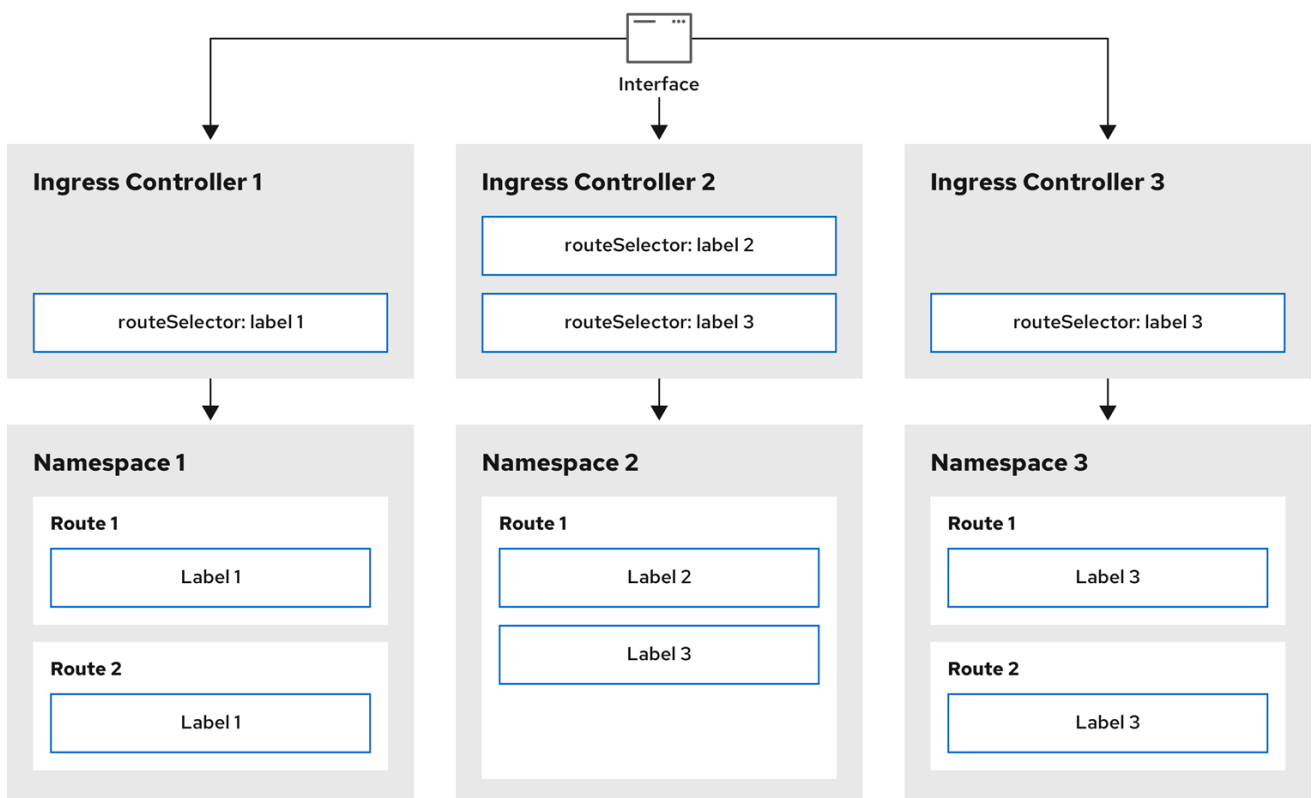 Interface
Ingress Controller 1
routeSelector: label 1
Ingress Controller 2
routeSelector: label 2
routeSelector: label 3
Ingress Controller 3
routeSelector: label 3
Namespace 1
Route 1
Label 1
Route 2
Label 1
Namespace 2
Route 1
Label 2
Label 3
Namespace 3
Route 1
Label 3
Route 2
Label 3